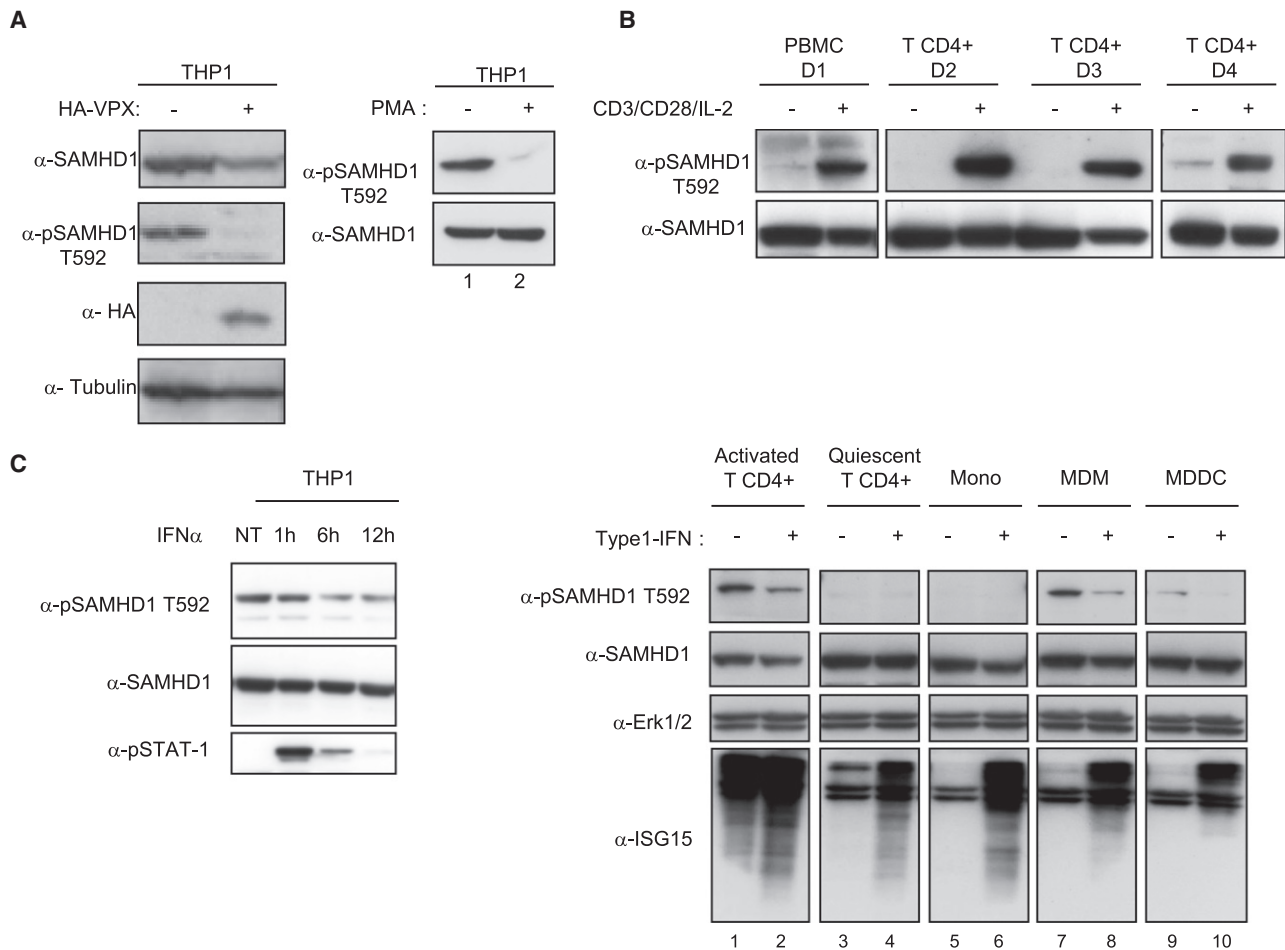 A
THP1
HA-VPX: - +
α-SAMHD1
α-pSAMHD1
T592
α- HA
α- Tubulin
THP1
PMA : - +
α-pSAMHD1
T592
α-SAMHD1
1 2
B
PBMC
D1
T CD4+
D2
T CD4+
D3
T CD4+
D4
CD3/CD28/IL-2 - + - + - + - +
α-pSAMHD1
T592
α-SAMHD1
C
THP1
IFNα NT 1h 6h 12h
α-pSAMHD1 T592
α-SAMHD1
α-pSTAT-1
Activated
T CD4+
Quiescent
T CD4+
Mono
MDM
MDDC
Type1-IFN : - + - + - + - + - +
α-pSAMHD1 T592
α-SAMHD1
α-Erk1/2
α-ISG15
1 2 3 4 5 6 7 8 9 10